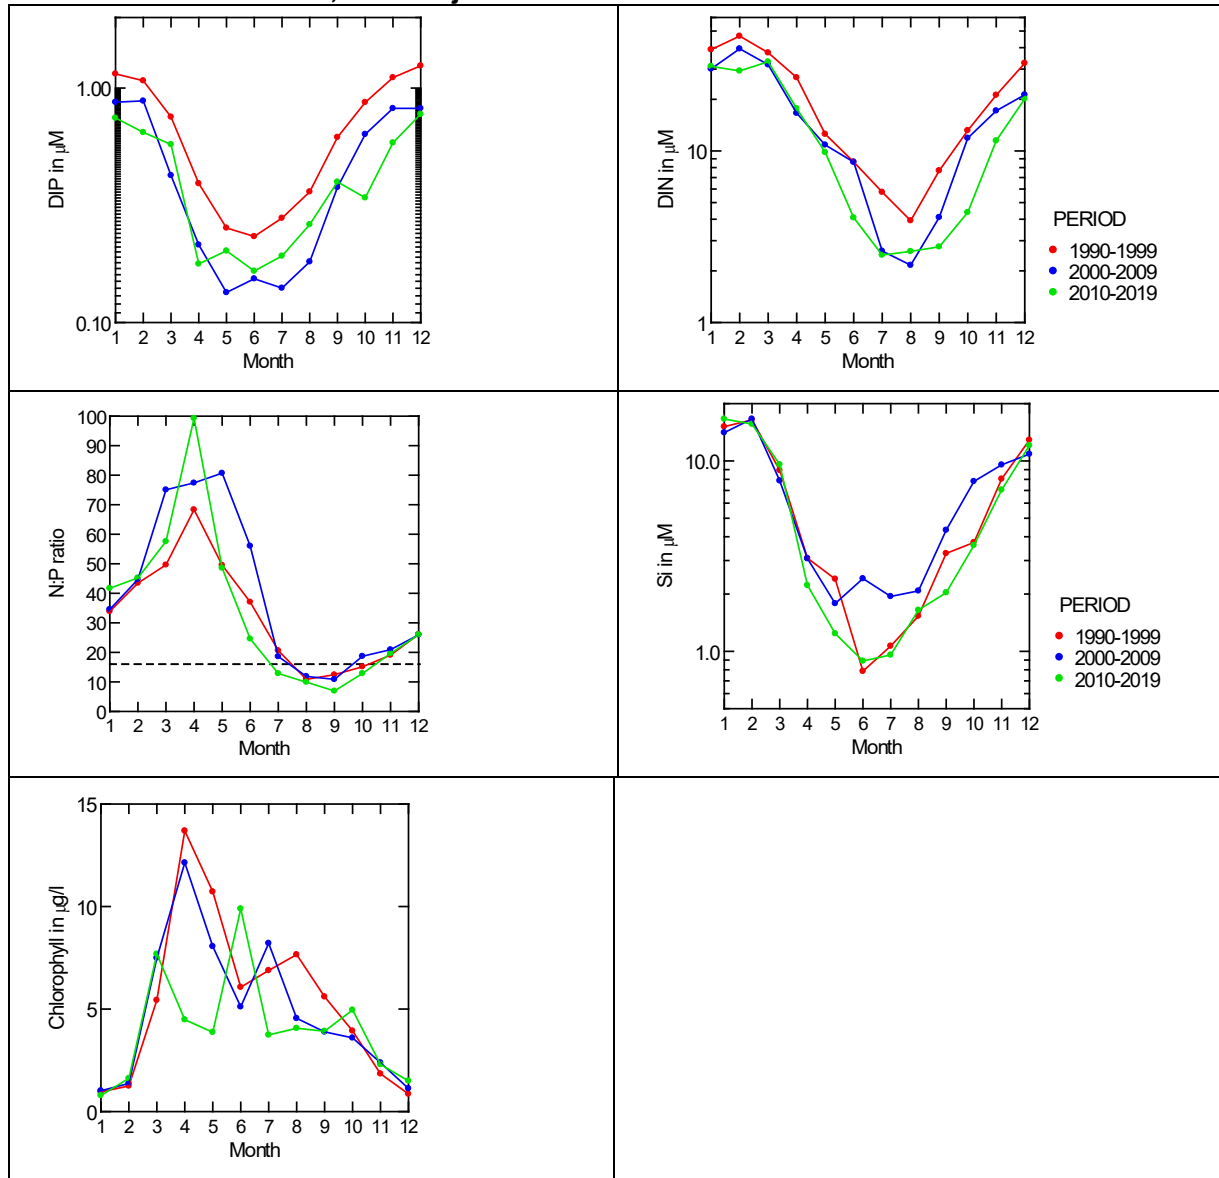 1.00
0.10
DIP in µM
1 2 3 4 5 6 7 8 9 10 11 12
Month
10
1
DIN in µM
1 2 3 4 5 6 7 8 9 10 11 12
Month
PERIOD
1990-1999
2000-2009
2010-2019
100
90
80
70
60
50
40
30
20
10
0
N:P ratio
1 2 3 4 5 6 7 8 9 10 11 12
Month
10.0
1.0
Si in µM
1 2 3 4 5 6 7 8 9 10 11 12
Month
PERIOD
1990-1999
2000-2009
2010-2019
15
10
5
0
Chlorophyll in µg/l
1 2 3 4 5 6 7 8 9 10 11 12
Month